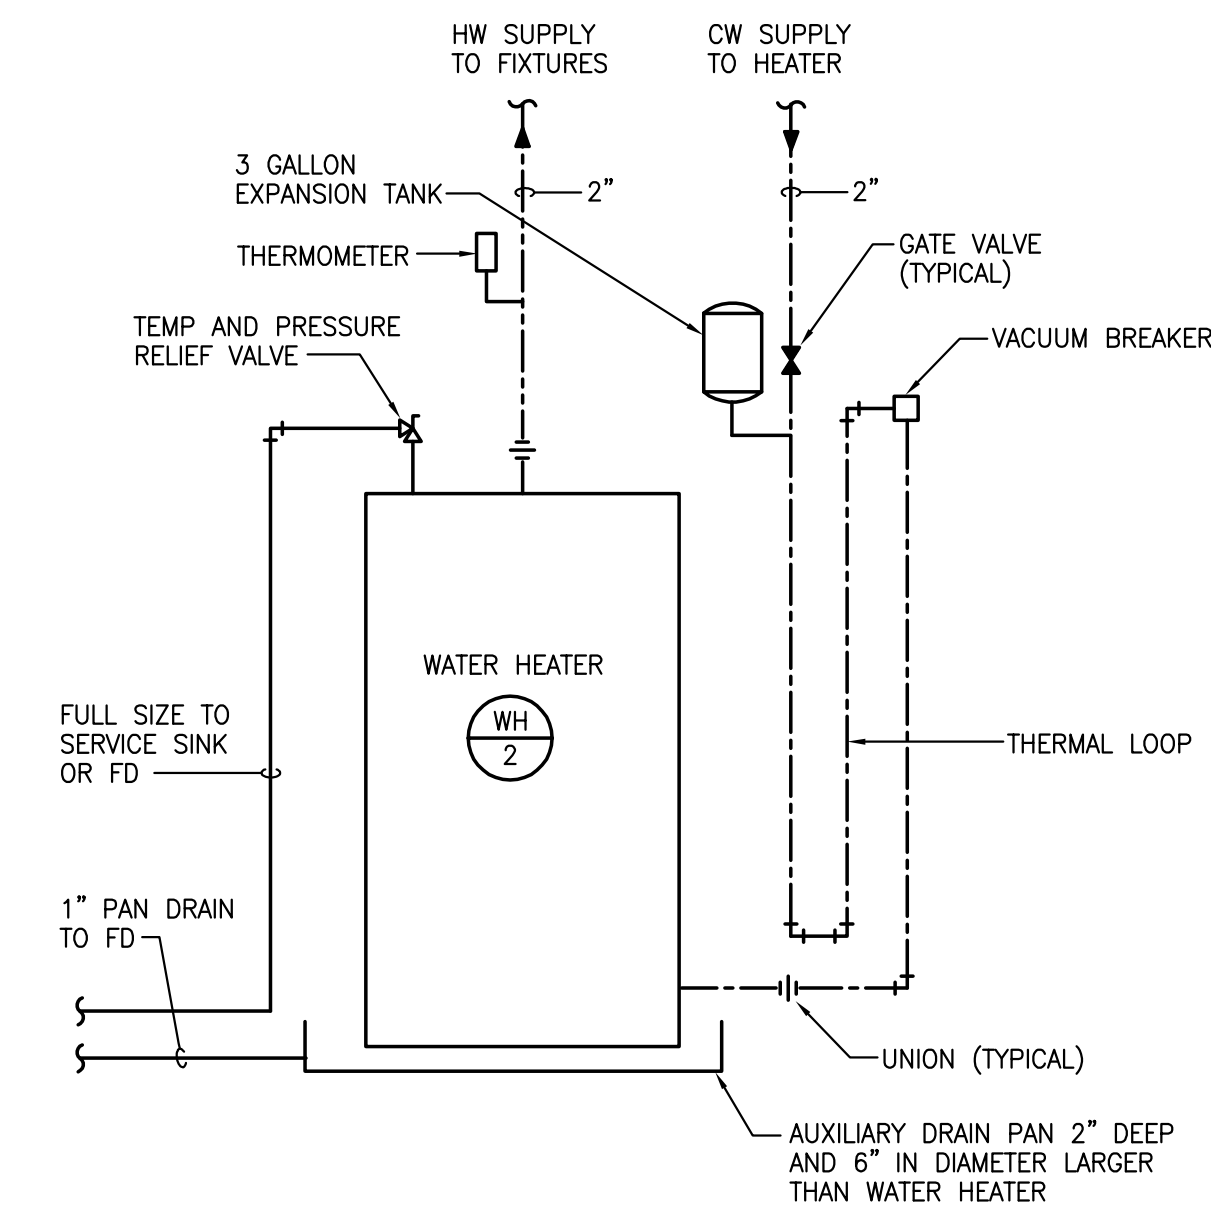 HW SUPPLY
TO FIXTURES
CW SUPPLY
TO HEATER
3 GALLON
EXPANSION TANK
2”
2”
THERMOMETER
GATE VALVE
(TYPICAL)
TEMP AND PRESSURE
RELIEF VALVE
VACUUM BREAKER
WATER HEATER
WH
2
FULL SIZE TO
SERVICE SINK
OR FD
THERMAL LOOP
1” PAN DRAIN
TO FD
UNION (TYPICAL)
AUXILIARY DRAIN PAN 2” DEEP
AND 6” IN DIAMETER LARGER
THAN WATER HEATER